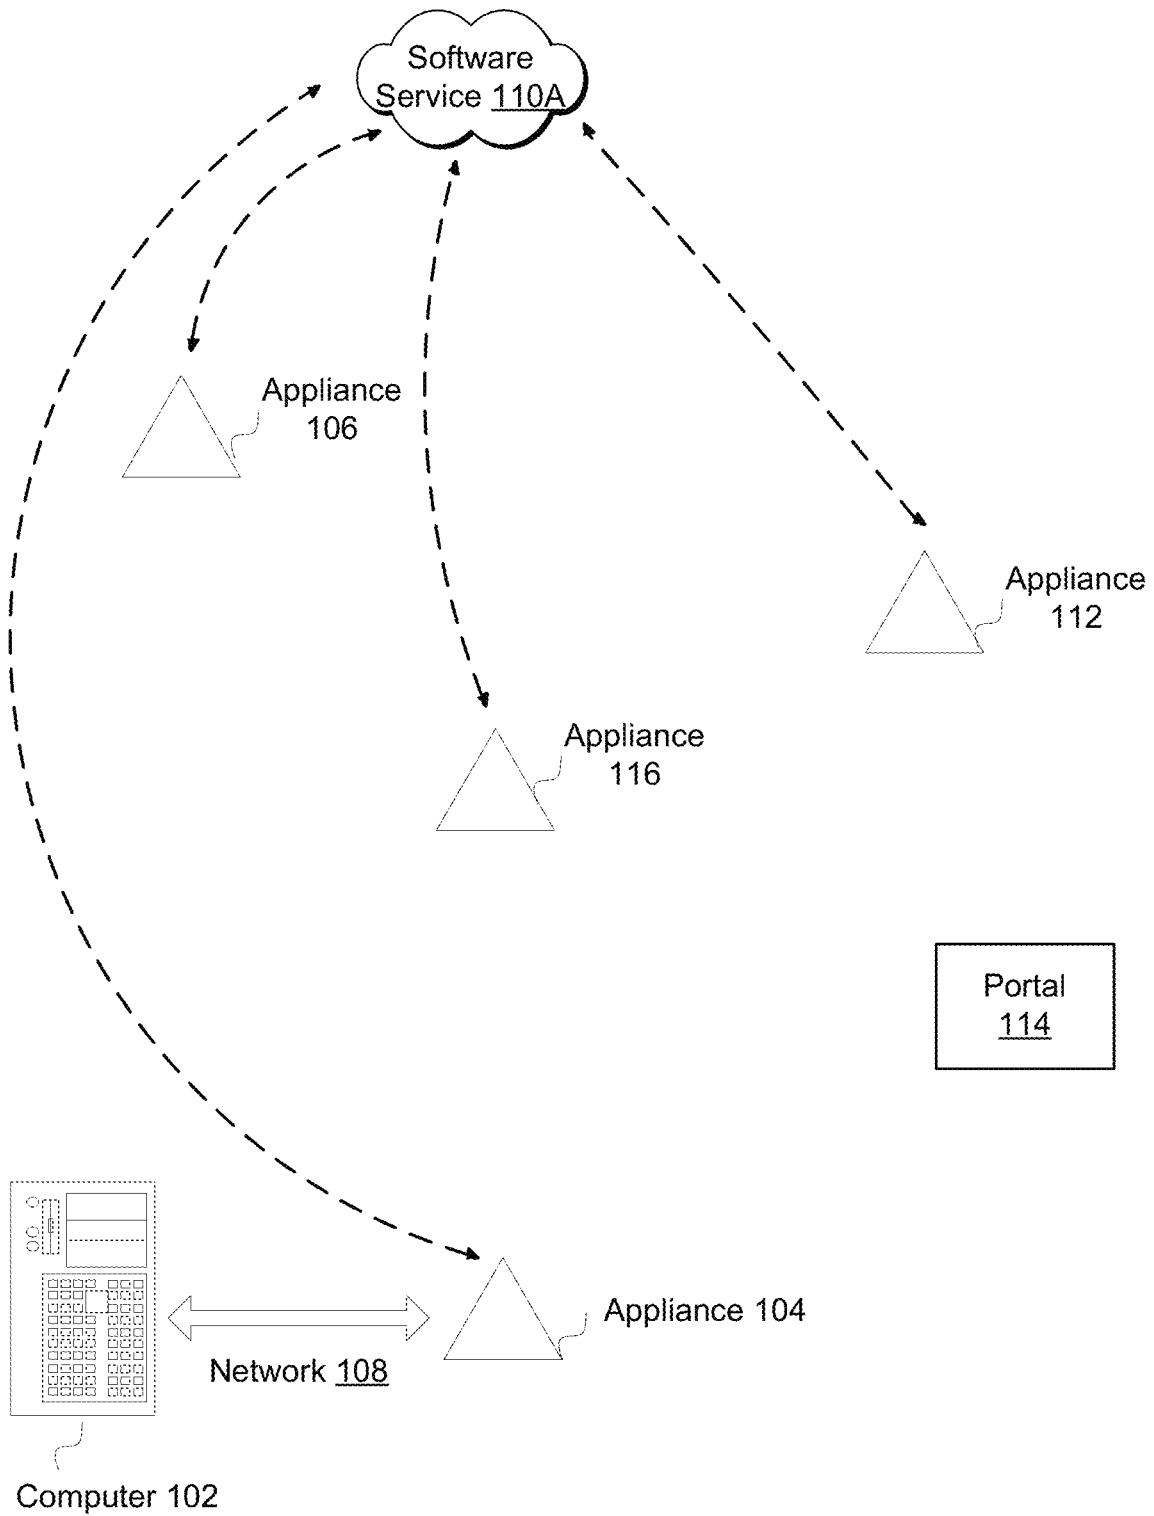 Software
Service 110A
Appliance
106
Appliance
112
Appliance
116
Portal
114
Appliance 104
Network 108
Computer 102